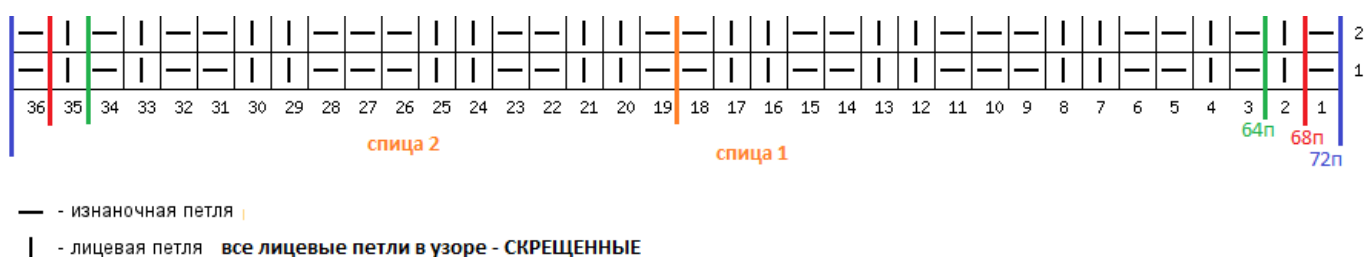 2
1
36 35 34 33 32 31 30 29 28 27 26 25 24 23 22 21 20 19 18 17 16 15 14 13 12 11 10 9 8 7 6 5 4 3 2 1
64п 68п
спица 2 спица 1
72п
- изнаночная петля
- лицевая петля все лицевые петли в узоре - СКРЕЩЕННЫЕ